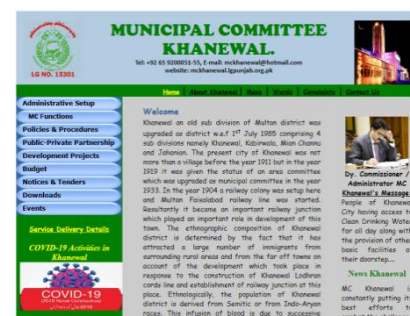 MUNICIPAL COMMITTEE
KHANEWAL.
Tel: +92 65 9200051-55, E-mail: mckhanewal@hotmail.com
website: mckhanewal.lgpunjab.org.pk
LG NO. 15301
Home | About Khanewal | Maps | Wards | Complaints | Contact Us
Administrative Setup
MC Functions
Policies & Procedures
Public-Private Partnership
Development Projects
Budget
Notices & Tenders
Downloads
Events
Service Delivery Details
COVID-19 Activities in
Khanewal
COVID-19
Welcome
Khanewal an old sub division of Multan district was
upgraded as district w.e.f 1ST July 1985 comprising 4
sub divisions namely Khanewal, Kabirwala, Mian Channu
and Jahanian. The present city of Khanewal was not
more than a village before the year 1911 but in the year
1919 it was given the status of an area committee
which was upgraded as municipal committee in the year
1933. In the year 1904 a railway colony was setup here
and Multan Faisalabad railway line was started.
Resultantly it became an important railway junction
which played an important role in development of this
town. The ethnographic composition of Khanewal
district is determined by the fact that it has
attracted a large number of immigrants from
surrounding rural areas and from the far off towns on
account of the development which took place in
response to the construction of Khanewal Lodhran
cords line and establishment of railway junction at this
place. Ethnologically, the population of Khanewal
district is derived from Semitic or from Indo-Aryan
races. This infusion of blood is due to successive
Dy. Commissioner /
Administrator MC
Khanewal's Message
People of Khanewal
City having access to
Clean Drinking Water
for all day along with
the provision of other
basic facilities a
their doorstep....
News Khanewal
MC Khanewal is
constantly putting it
best efforts